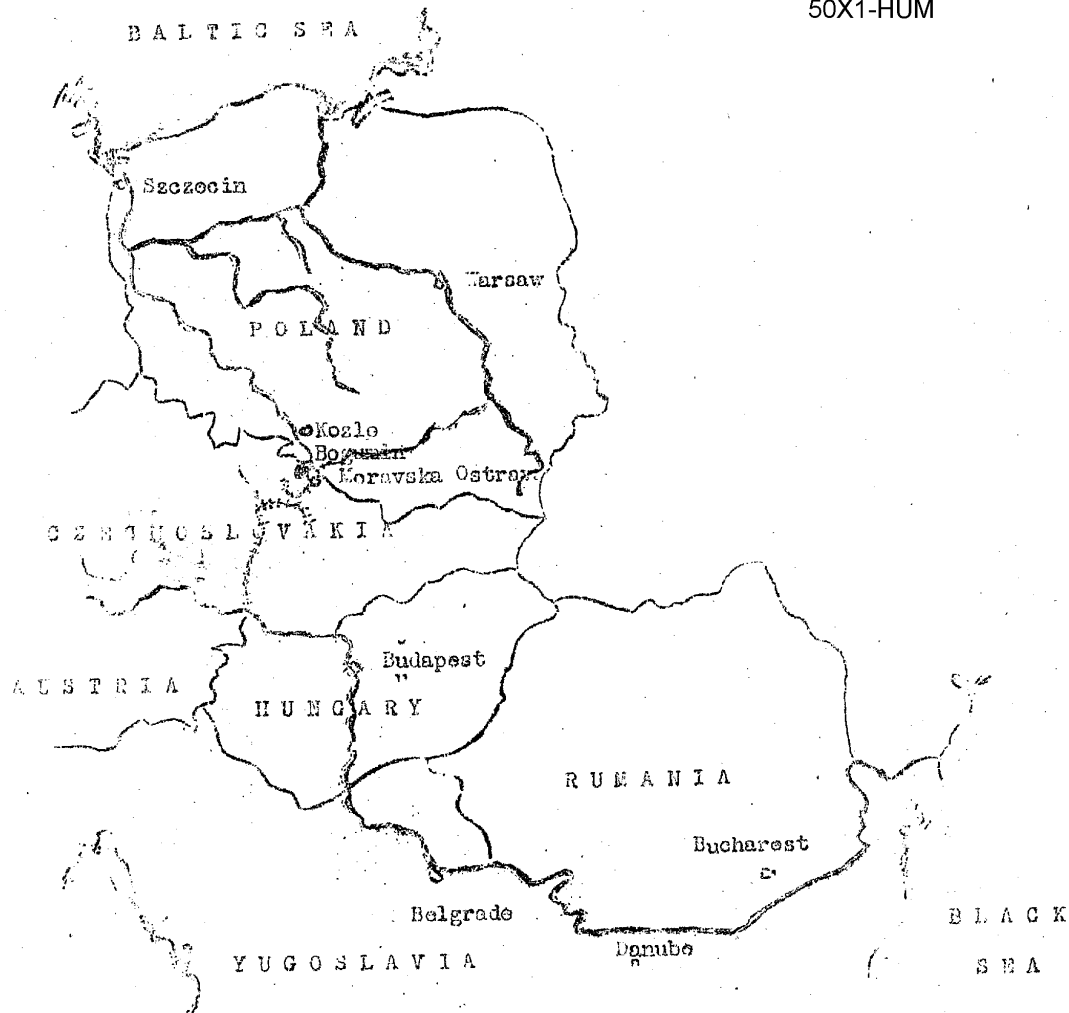 50X1-HUM
BALTIC SEA
Szczecin
Warsaw
POLAND
Kozle
Bogumin
Moravska Ostrava
CZECHOSLOVAKIA
Budapest
AUSTRIA
HUNGARY
RUMANIA
Bucharest
Belgrade
BLACK
Danube
YUGOSLAVIA
SEA